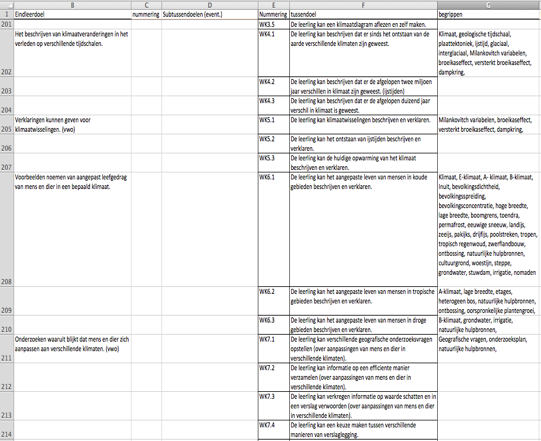 B C D E F G
1 Eindleerdoel nummering Subtussendoelen (event.) Nummering tussendoel begrippen
201 WK3.5 De leerling kan een klimaatdiagram aflezen en zelf maken.
Het beschrijven van klimaatveranderingen in het WK4.1 De leerling kan beschrijven dat er sinds het ontstaan van de Klimaat, geologische tijdschaal,
verleden op verschillende tijdschalen. aarde verschillende klimaten zijn geweest. plaattektoniek, ijstijd, glaciaal,
interglaciaal, Milankovitch variabelen,
broeikaseffect, versterkt broeikaseffect,
202 dampkring,
WK4.2 De leerling kan beschrijven dat er de afgelopen twee miljoen
203 jaar verschillen in klimaat zijn geweest. (ijstijden)
WK4.3 De leerling kan beschrijven dat er de afgelopen duizend jaar
204 verschil in klimaat is geweest.
Verklaringen kunnen geven voor WK5.1 De leerling kan klimaatwisselingen beschrijven en verklaren. Milankovitch variabelen, broeikaseffect,
205 klimaatwisselingen. (vwo) versterkt broeikaseffect, dampkring,
WK5.2 De leerling kan het ontstaan van ijstijden beschrijven en
206 verklaren.
WK5.3 De leerling kan de huidige opwarming van het klimaat
207 beschrijven en verklaren.
Voorbeelden noemen van aangepast leefgedrag WK6.1 De leerling kan het aangepaste leven van mensen in koude Klimaat, E-klimaat, A- klimaat, B-klimaat,
van mens en dier in een bepaald klimaat. gebieden beschrijven en verklaren. Inuit, bevolkingsdichtheid,
bevolkingsspreiding,
bevolkingsconcentratie, hoge breedte,
lage breedte, boomgrens, toendra,
permafrost, eeuwige sneeuw, landijs,
zeeijs, pakijks, drijfijs, poolstreken, tropen,
tropisch regenwoud, zwerflandbouw,
ontbossing, natuurlijke hulpbronnen,
cultuurgrond, woestijn, steppe,
grondwater, stuwdam, irrigatie, nomaden
208
WK6.2 De leerling kan het aangepaste leven van mensen in tropische A-klimaat, lage breedte, etages,
gebieden beschrijven en verklaren. heterogeen bos, natuurlijke hulpbronnen,
209 ontbossing, oorspronkelijke plantengroei,
WK6.3 De leerling kan het aangepaste leven van mensen in droge B-klimaat, grondwater, irrigatie,
210 gebieden beschrijven en verklaren. natuurlijke hulpbronnen,
Onderzoeken waaruit blijkt dat mens en dier zich WK7.1 De leerling kan verschillende geografische onderzoeksvragen Geografische vragen, onderzoeksplan,
aanpassen aan verschillende klimaten. (vwo) opstellen (over aanpassingen van mens en dier in natuurlijke hulpbronnen,
211 verschillende klimaten).
WK7.2 De leerling kan informatie op een efficiente manier
verzamelen (over aanpassingen van mens en dier in
212 verschillende klimaten).
WK7.3 De leerling kan verkregen informatie op waarde schatten en in
een verslag verwoorden (over aanpassingen van mens en dier
213 in verschillende klimaten).
WK7.4 De leerling kan een keuze maken tussen verschillende
214 manieren van verslaglegging.